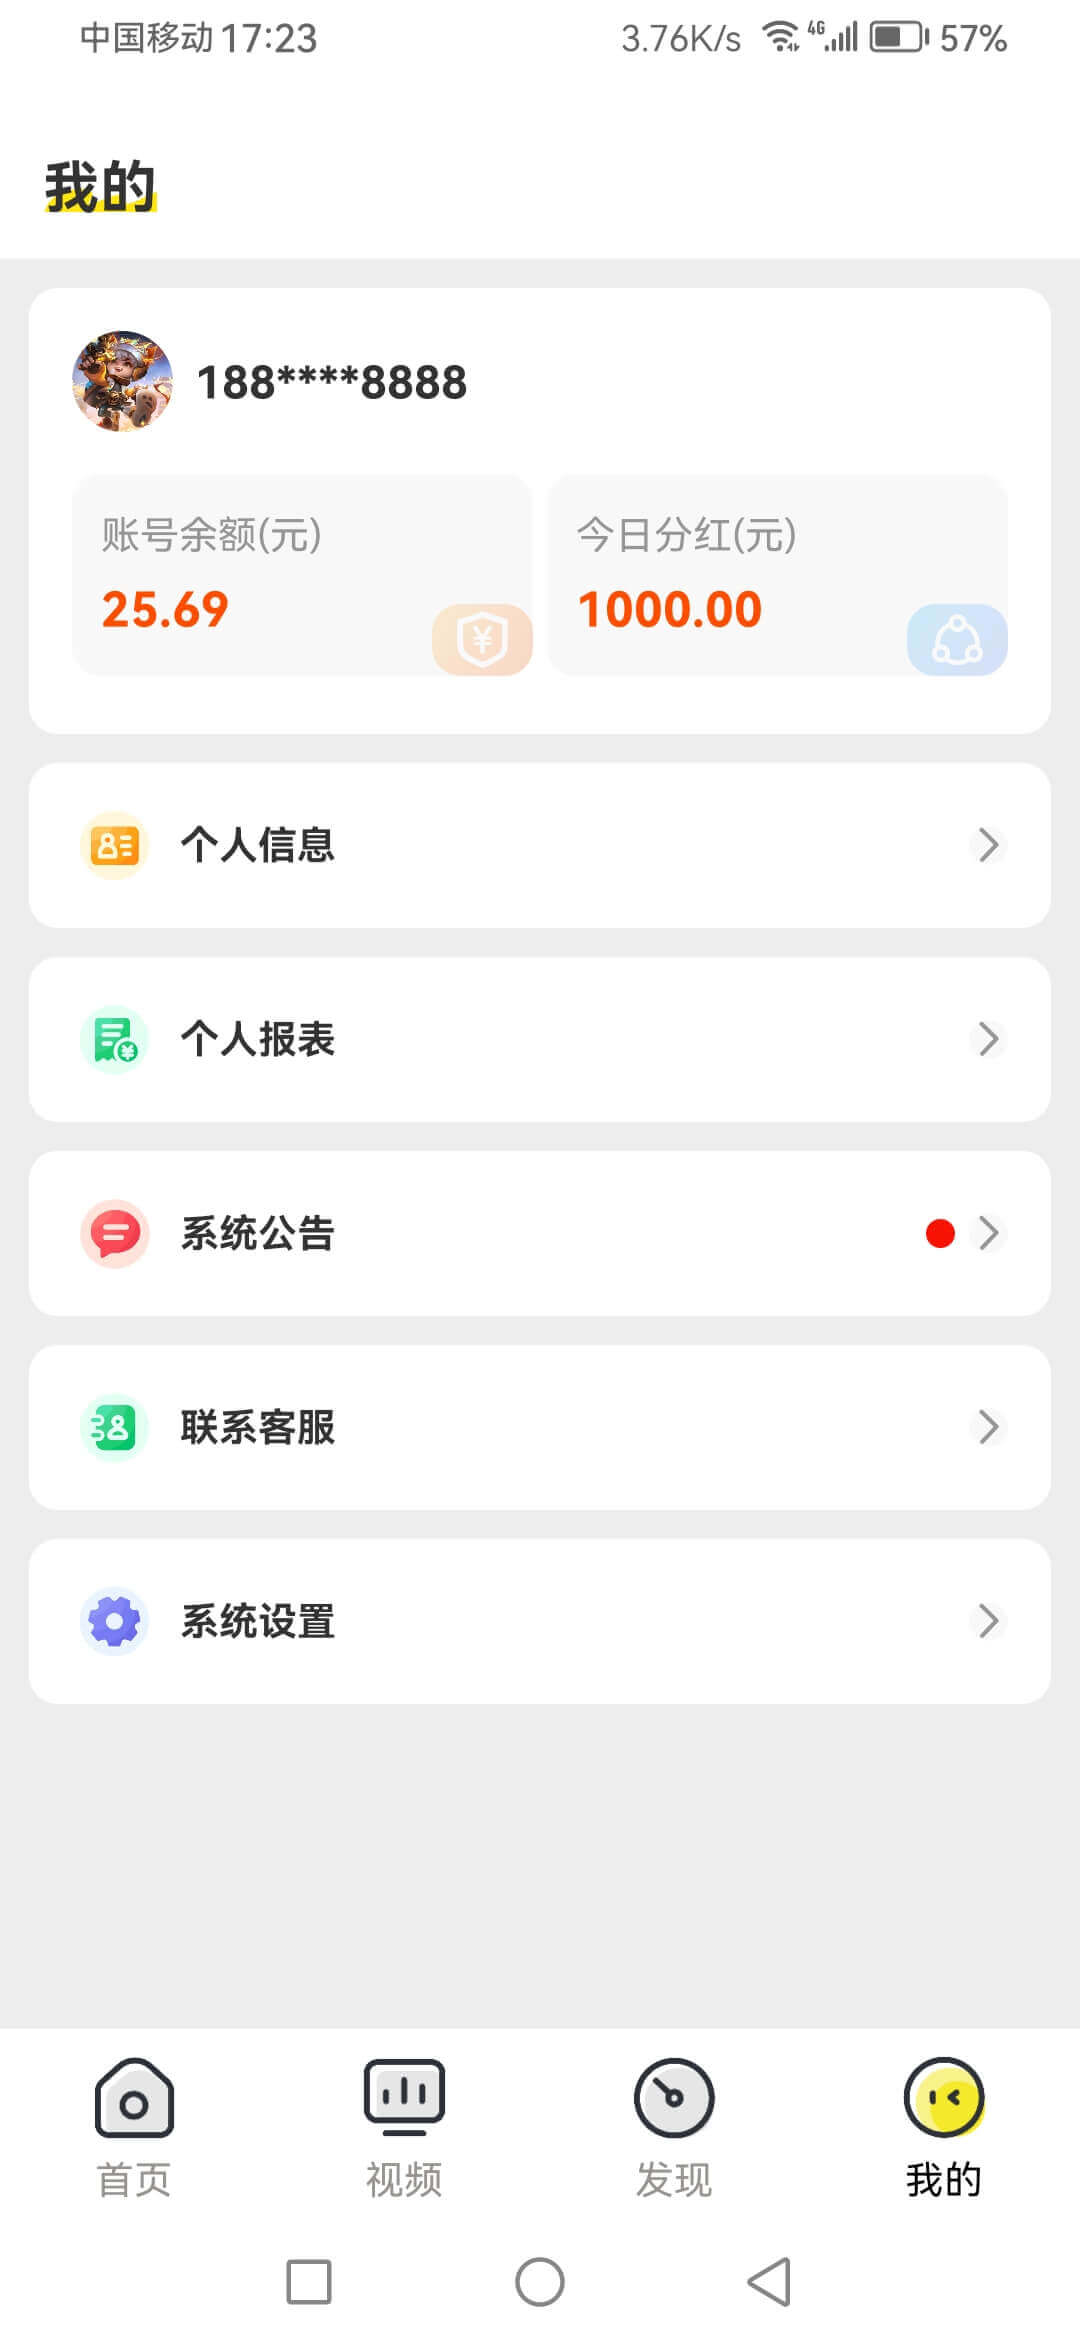 中国移动 17:23 3.76K/s 4G 57%
我的
188****8888
账号余额(元) 今日分红(元)
25.69 1000.00
个人信息
个人报表
系统公告
联系客服
系统设置
首页 视频 发现 我的